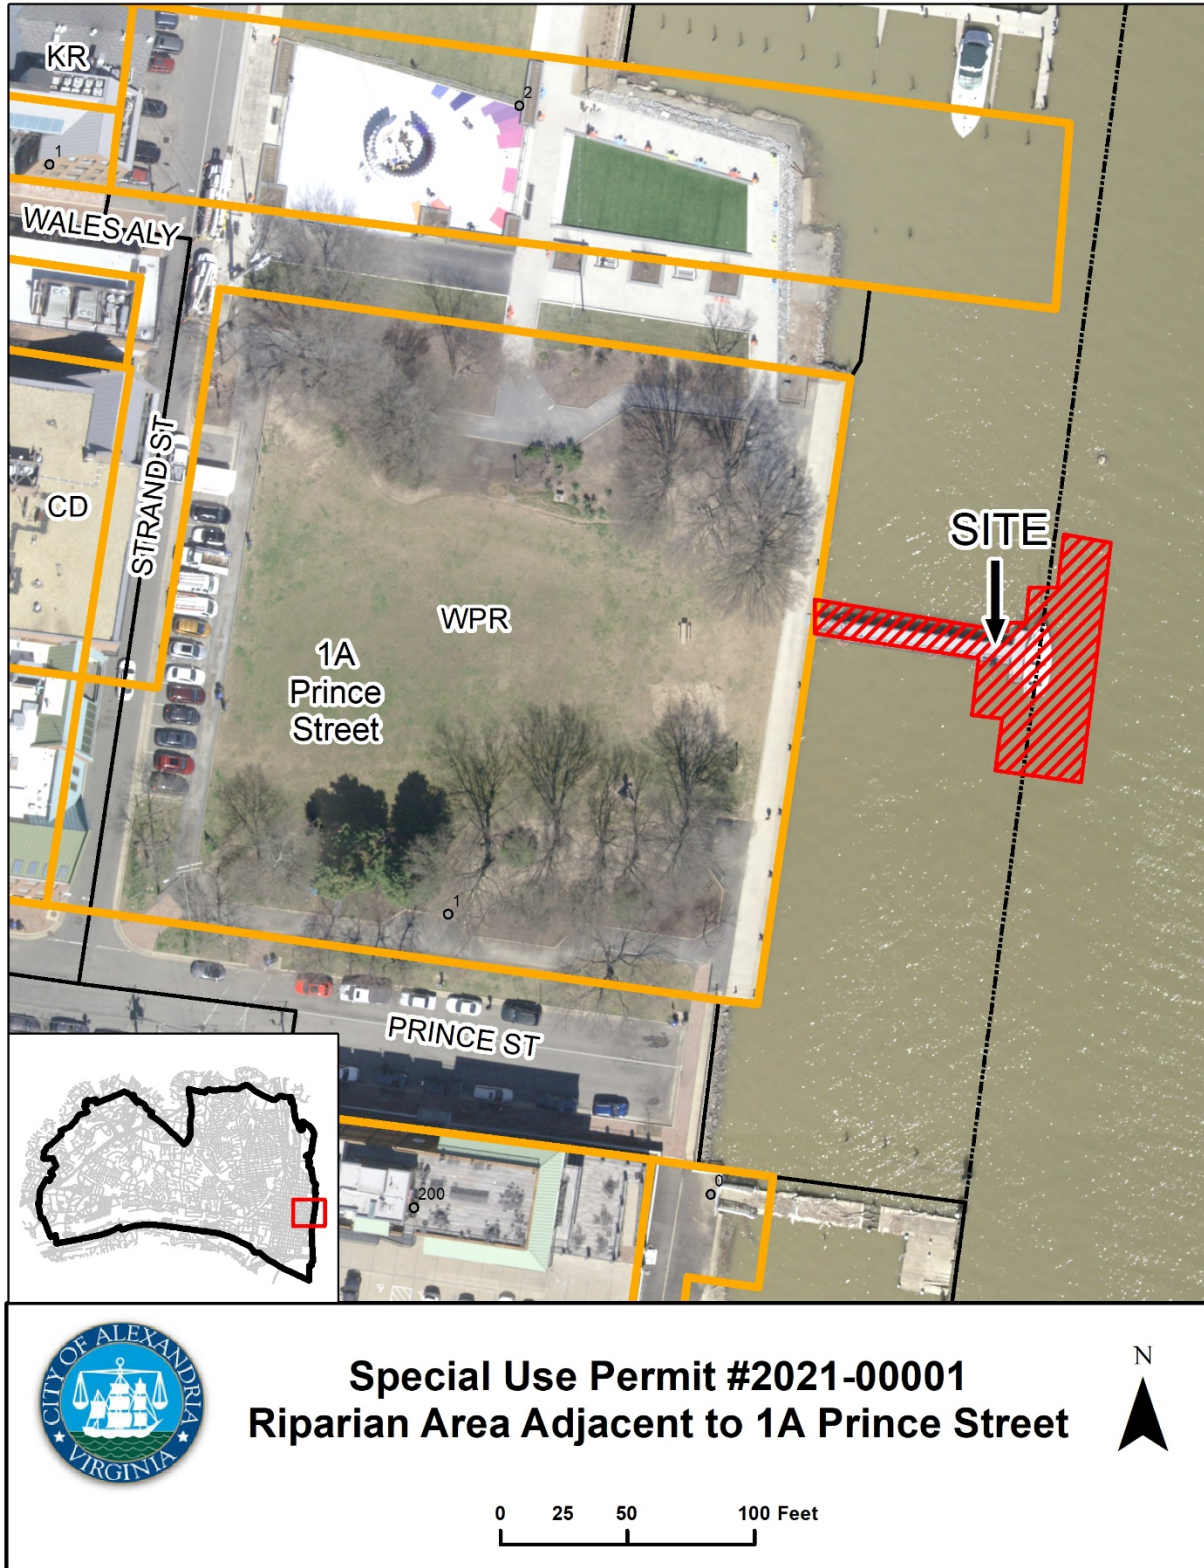 KR
2
1
WALES ALY
SITE
STRAND ST
CD
WPR
1A
Prince
Street
1
PRINCE ST
0
200
CITY OF ALEXANDRIA
VIRGINIA
Special Use Permit #2021-00001
Riparian Area Adjacent to 1A Prince Street
N
0 25 50 100 Feet